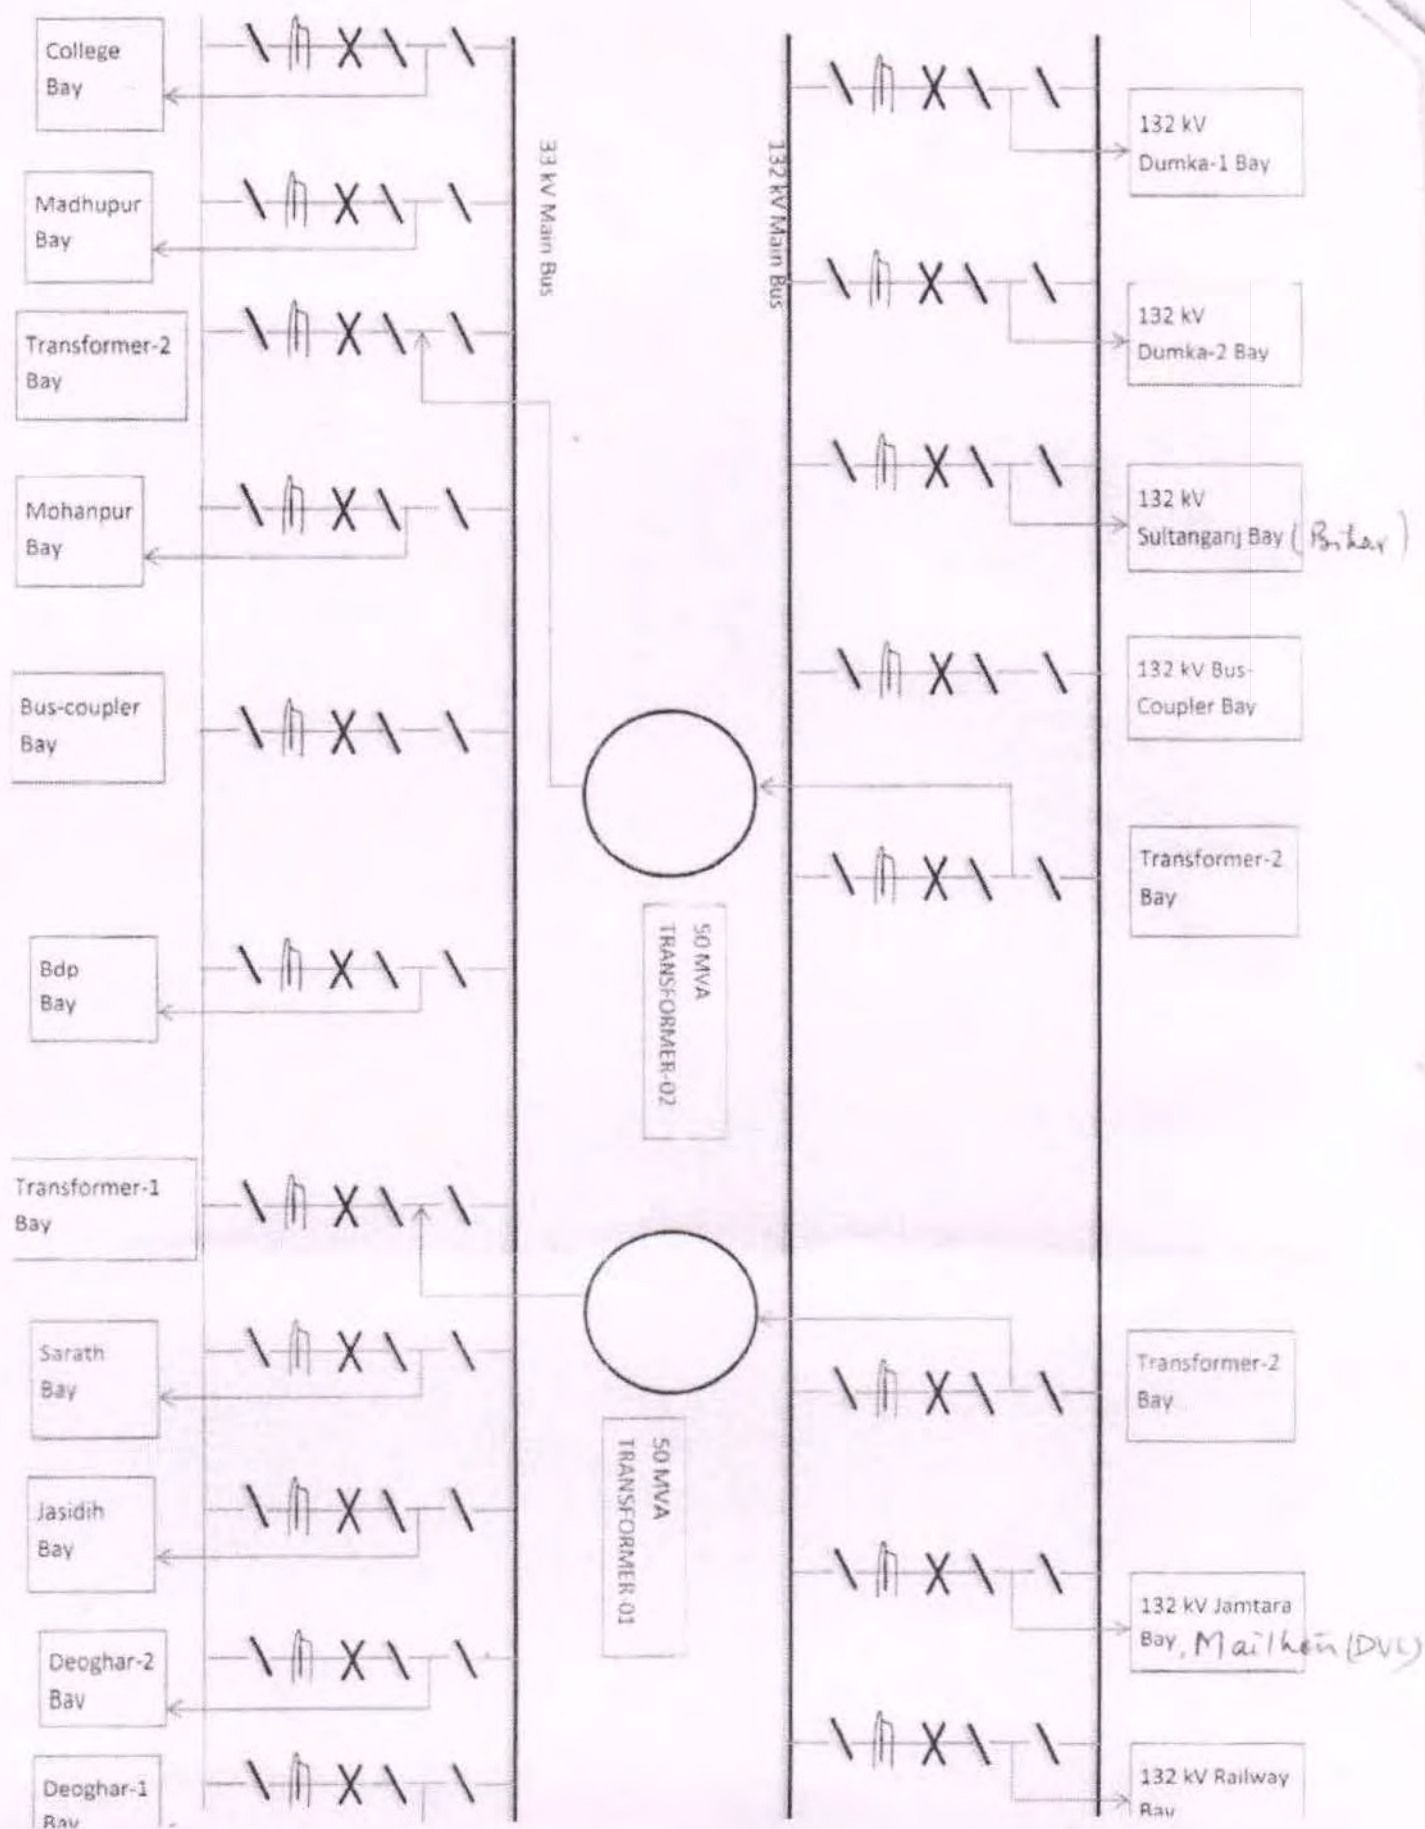 College
Bay
Madhupur
Bay
Transformer-2
Bay
Mohanpur
Bay
Bus-coupler
Bay
Bdp
Bay
Transformer-1
Bay
Sarath
Bay
Jasidih
Bay
Deoghar-2
Bay
Deoghar-1
Bay
33 kV Main Bus
50 MVA
TRANSFORMER-02
50 MVA
TRANSFORMER-01
132 kV Main Bus
132 kV
Dumka-1 Bay
132 kV
Dumka-2 Bay
132 kV
Sultanganj Bay (Bihar)
132 kV Bus-
Coupler Bay
Transformer-2
Bay
Transformer-2
Bay
132 kV Jamtara
Bay, Maithon (DVC)
132 kV Railway
Bay